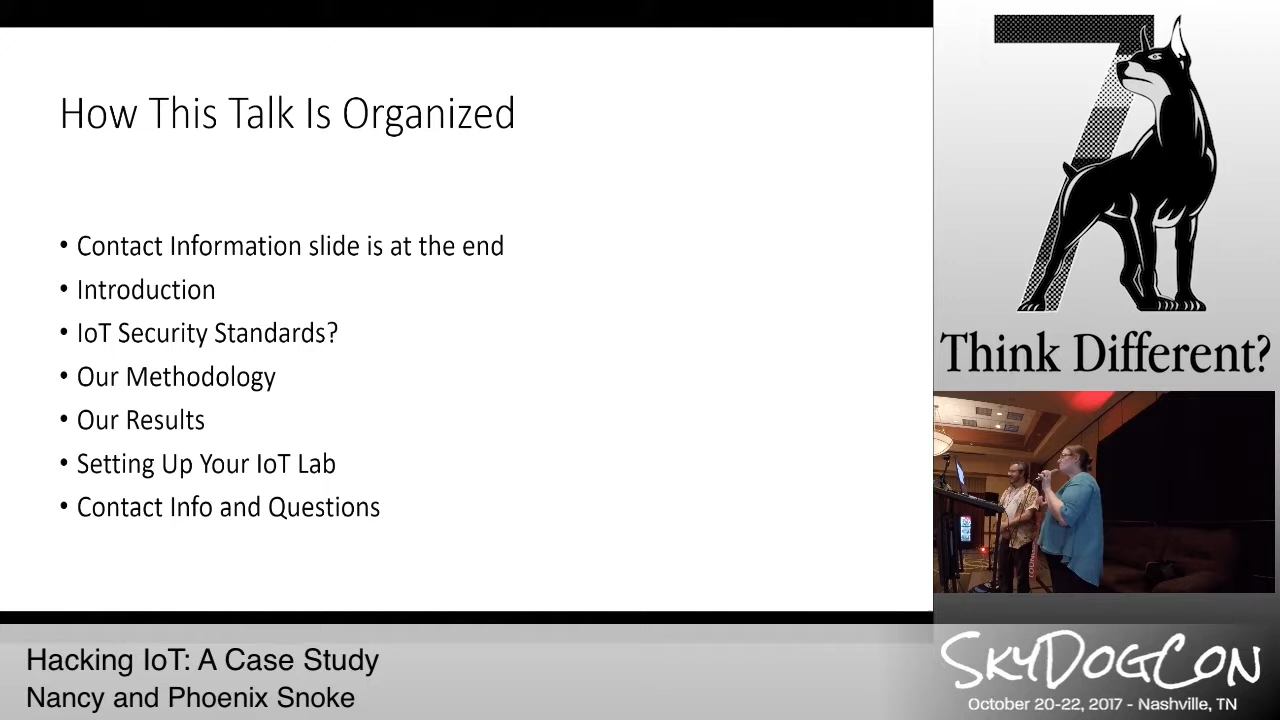 How This Talk Is Organized
• Contact Information slide is at the end
• Introduction
• IoT Security Standards?
• Our Methodology
• Our Results
• Setting Up Your IoT Lab
• Contact Info and Questions
7
Think Different?
Hacking IoT: A Case Study
Nancy and Phoenix Snoke
SKYDOGCON
October 20-22, 2017 - Nashville, TN